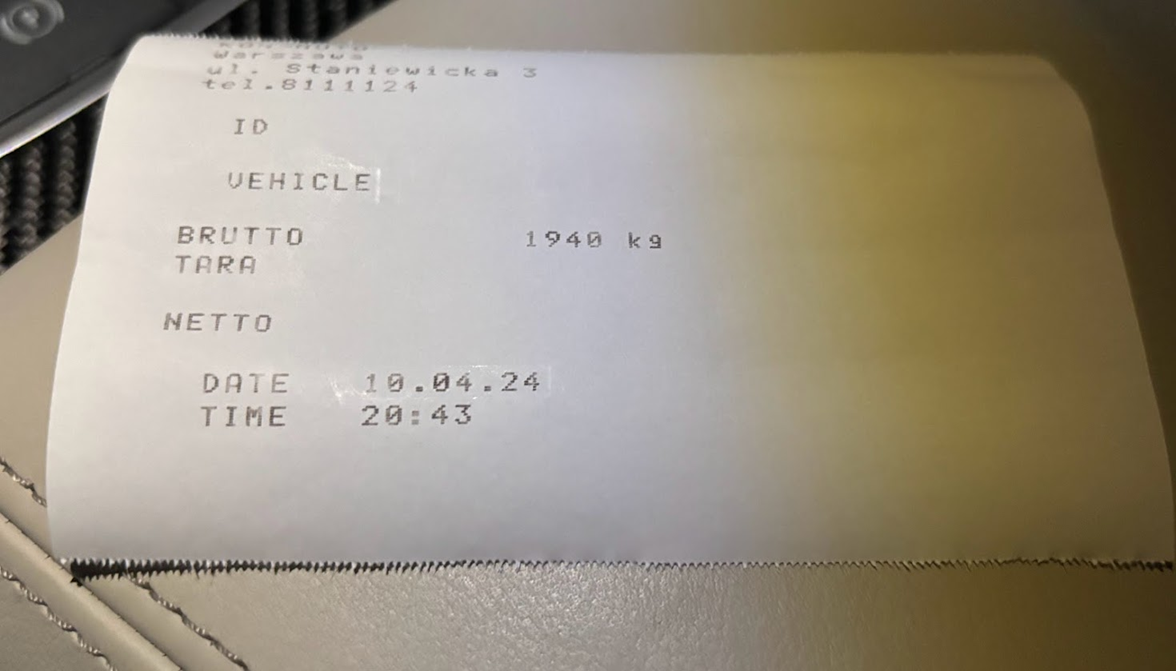 Warszawa
ul. Staniewicka 3
tel.8111124
ID
VEHICLE
BRUTTO 1940 kg
TARA
NETTO
DATE 10.04.24
TIME 20:43